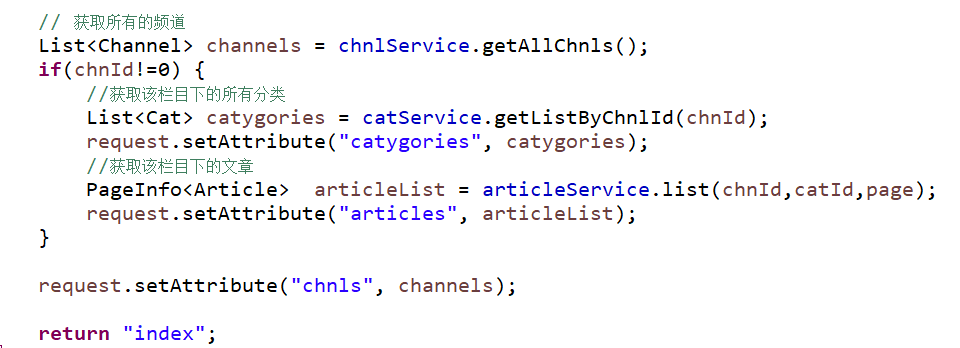 // 获取所有的频道
List<Channel> channels = chnlService.getAllChnls();
if(chnId!=0) {
//获取该栏目下的所有分类
List<Cat> catygories = catService.getListByChnlId(chnId);
request.setAttribute("catygories", catygories);
//获取该栏目下的文章
PageInfo<Article>  articleList = articleService.list(chnId,catId,page);
request.setAttribute("articles", articleList);
}
request.setAttribute("chnls", channels);
return "index";